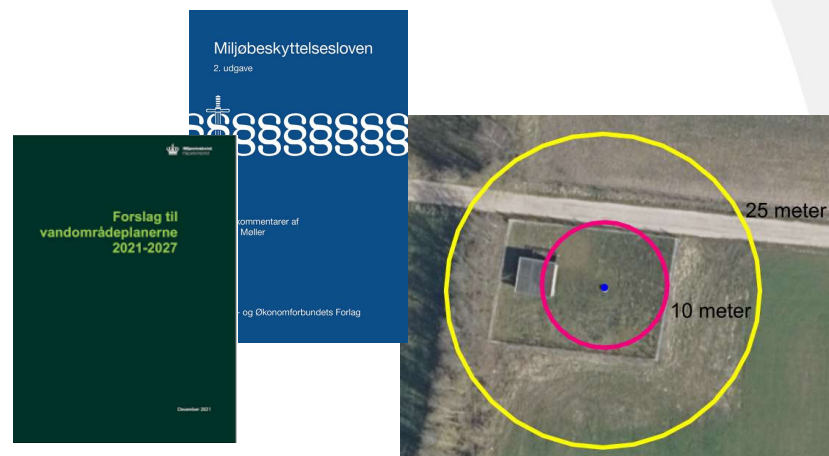 Miljøbeskyttelsesloven
2. udgave
§§§§§§§§
§§§§§§§§
kommentarer af
Møller
- og Økonomforbundets Forlag
Forslag til
vandområdeplanerne
2021-2027
December 2021
25 meter
10 meter